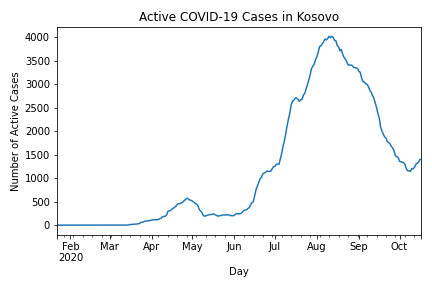 Active COVID-19 Cases in Kosovo
Number of Active Cases
4000
3500
3000
2500
2000
1500
1000
500
0
Feb Mar Apr May Jun Jul Aug Sep Oct
2020
Day